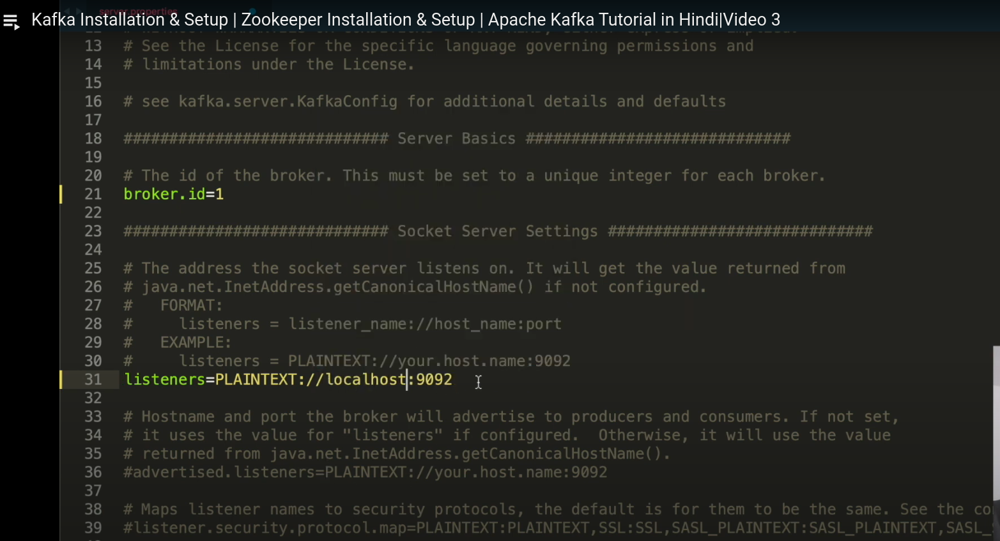 server.properties
Kafka Installation & Setup | Zookeeper Installation & Setup | Apache Kafka Tutorial in Hindi|Video 3
13 # See the License for the specific language governing permissions and
14 # limitations under the License.
15
16 # see kafka.server.KafkaConfig for additional details and defaults
17
18 ############################# Server Basics #############################
19
20 # The id of the broker. This must be set to a unique integer for each broker.
21 broker.id=1
22
23 ############################# Socket Server Settings #############################
24
25 # The address the socket server listens on. It will get the value returned from
26 # java.net.InetAddress.getCanonicalHostName() if not configured.
27 #   FORMAT:
28 #     listeners = listener_name://host_name:port
29 #   EXAMPLE:
30 #     listeners = PLAINTEXT://your.host.name:9092
31 listeners=PLAINTEXT://localhost:9092
32
33 # Hostname and port the broker will advertise to producers and consumers. If not set,
34 # it uses the value for "listeners" if configured.  Otherwise, it will use the value
35 # returned from java.net.InetAddress.getCanonicalHostName().
36 #advertised.listeners=PLAINTEXT://your.host.name:9092
37
38 # Maps listener names to security protocols, the default is for them to be the same. See the co
39 #listener.security.protocol.map=PLAINTEXT:PLAINTEXT,SSL:SSL,SASL_PLAINTEXT:SASL_PLAINTEXT,SASL_